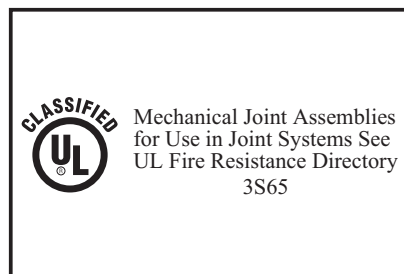 CLASSIFIED
UL
®
Mechanical Joint Assemblies
for Use in Joint Systems See
UL Fire Resistance Directory
3S65